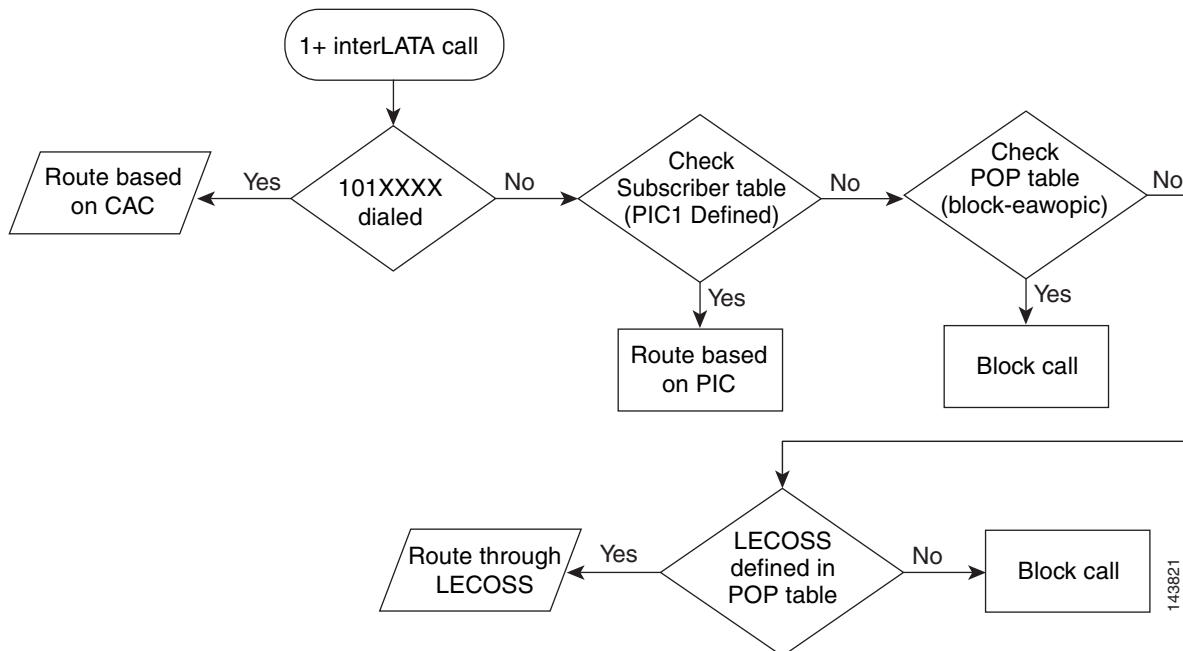 1+ interLATA call
Route based
on CAC
Yes
101XXXX
dialed
No
Check
Subscriber table
(PIC1 Defined)
No
Check
POP table
(block-eawopic)
No
Yes
Route based
on PIC
Yes
Block call
Route through
LECOSS
Yes
LECOSS
defined in
POP table
No
Block call
143821